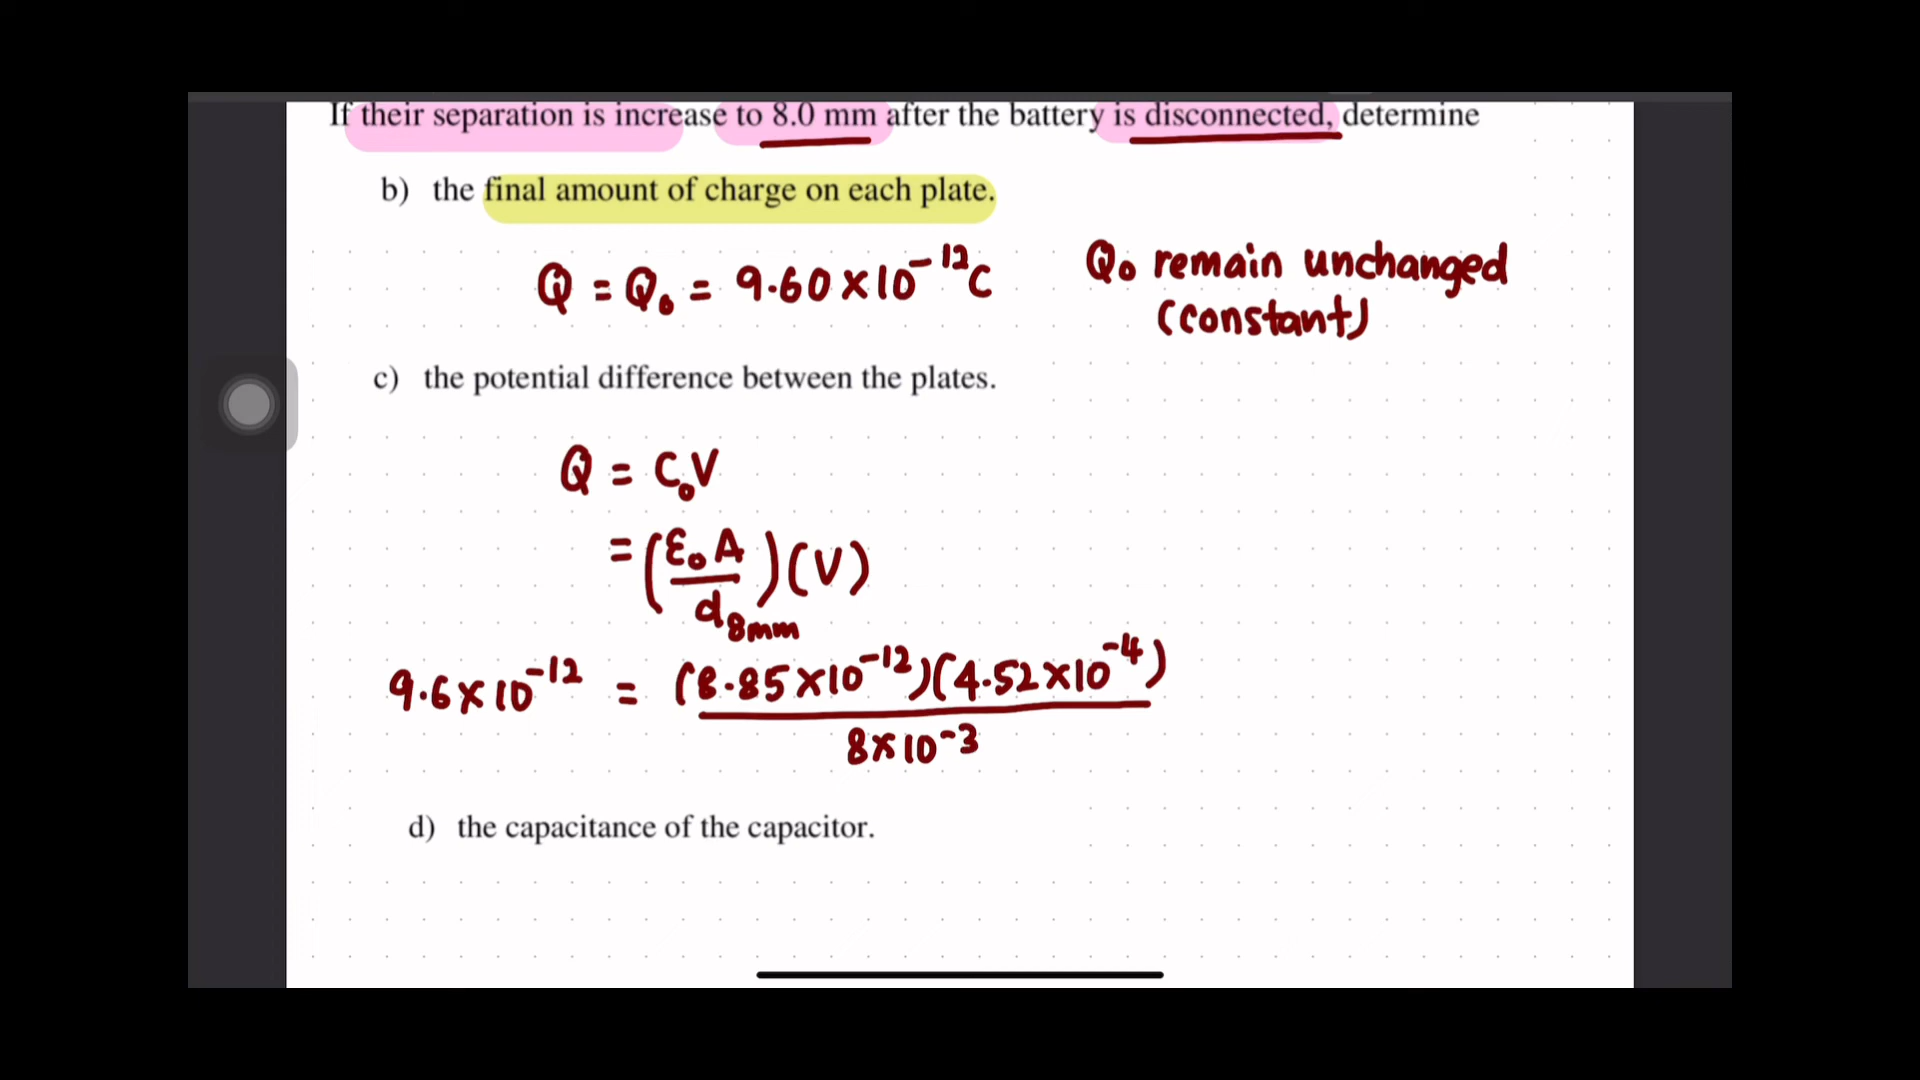 If their separation is increase to 8.0 mm after the battery is disconnected, determine
b) the final amount of charge on each plate.
Q = Q₀ = 9.60 × 10⁻¹² C
Q₀ remain unchanged
(constant)
c) the potential difference between the plates.
Q = C₀V
= (ε₀A / d₈ₘₘ)(V)
9.6 × 10⁻¹² = (8.85 × 10⁻¹²)(4.52 × 10⁻⁴)
8 × 10⁻³
d) the capacitance of the capacitor.